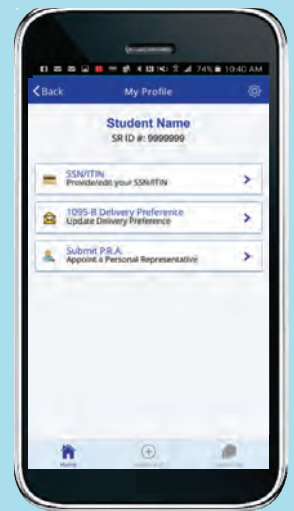 74% 10:40 AM
Back My Profile
Student Name
SR ID #: 9999999
SSN/ITIN
Provide/edit your SSN/ITIN
1095-B Delivery Preference
Update Delivery Preference
Submit P.R.A.
Appoint a Personal Representative
Home